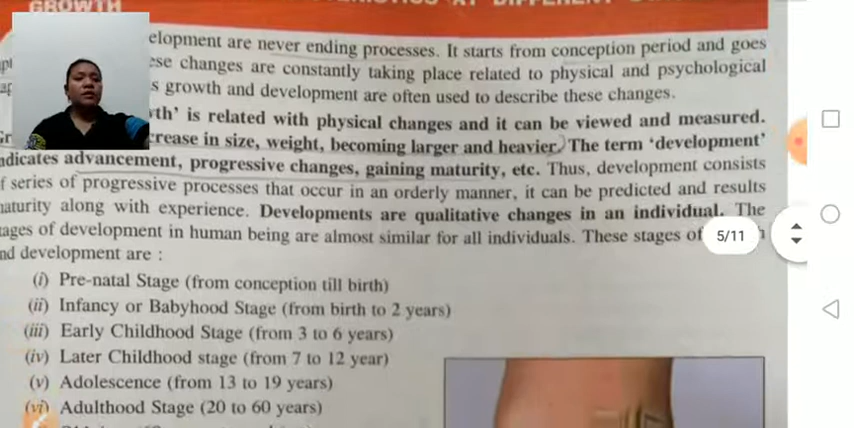 GROWTH
elopment are never ending processes. It starts from conception period and goes
ese changes are constantly taking place related to physical and psychological
s growth and development are often used to describe these changes.
th' is related with physical changes and it can be viewed and measured.
crease in size, weight, becoming larger and heavier. The term 'development'
ndicates advancement, progressive changes, gaining maturity, etc. Thus, development consists
f series of progressive processes that occur in an orderly manner, it can be predicted and results
maturity along with experience. Developments are qualitative changes in an individual. The
tages of development in human being are almost similar for all individuals. These stages of
nd development are :
5/11
(i) Pre-natal Stage (from conception till birth)
(ii) Infancy or Babyhood Stage (from birth to 2 years)
(iii) Early Childhood Stage (from 3 to 6 years)
(iv) Later Childhood stage (from 7 to 12 year)
(v) Adolescence (from 13 to 19 years)
(vi) Adulthood Stage (20 to 60 years)